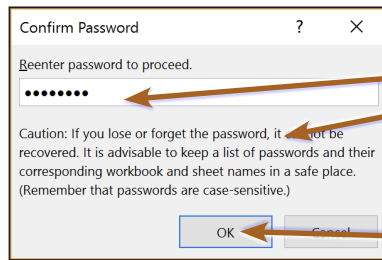 Confirm Password ? ×
Reenter password to proceed.
••••••••
Caution: If you lose or forget the password, it cannot be
recovered. It is advisable to keep a list of passwords and their
corresponding workbook and sheet names in a safe place.
(Remember that passwords are case-sensitive.)
OK Cancel